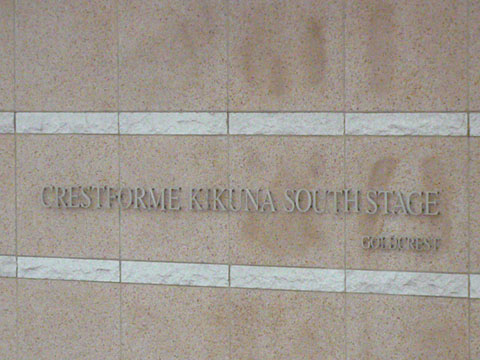 CRESTFORME KIKUNA SOUTH STAGE
GOLDCREST